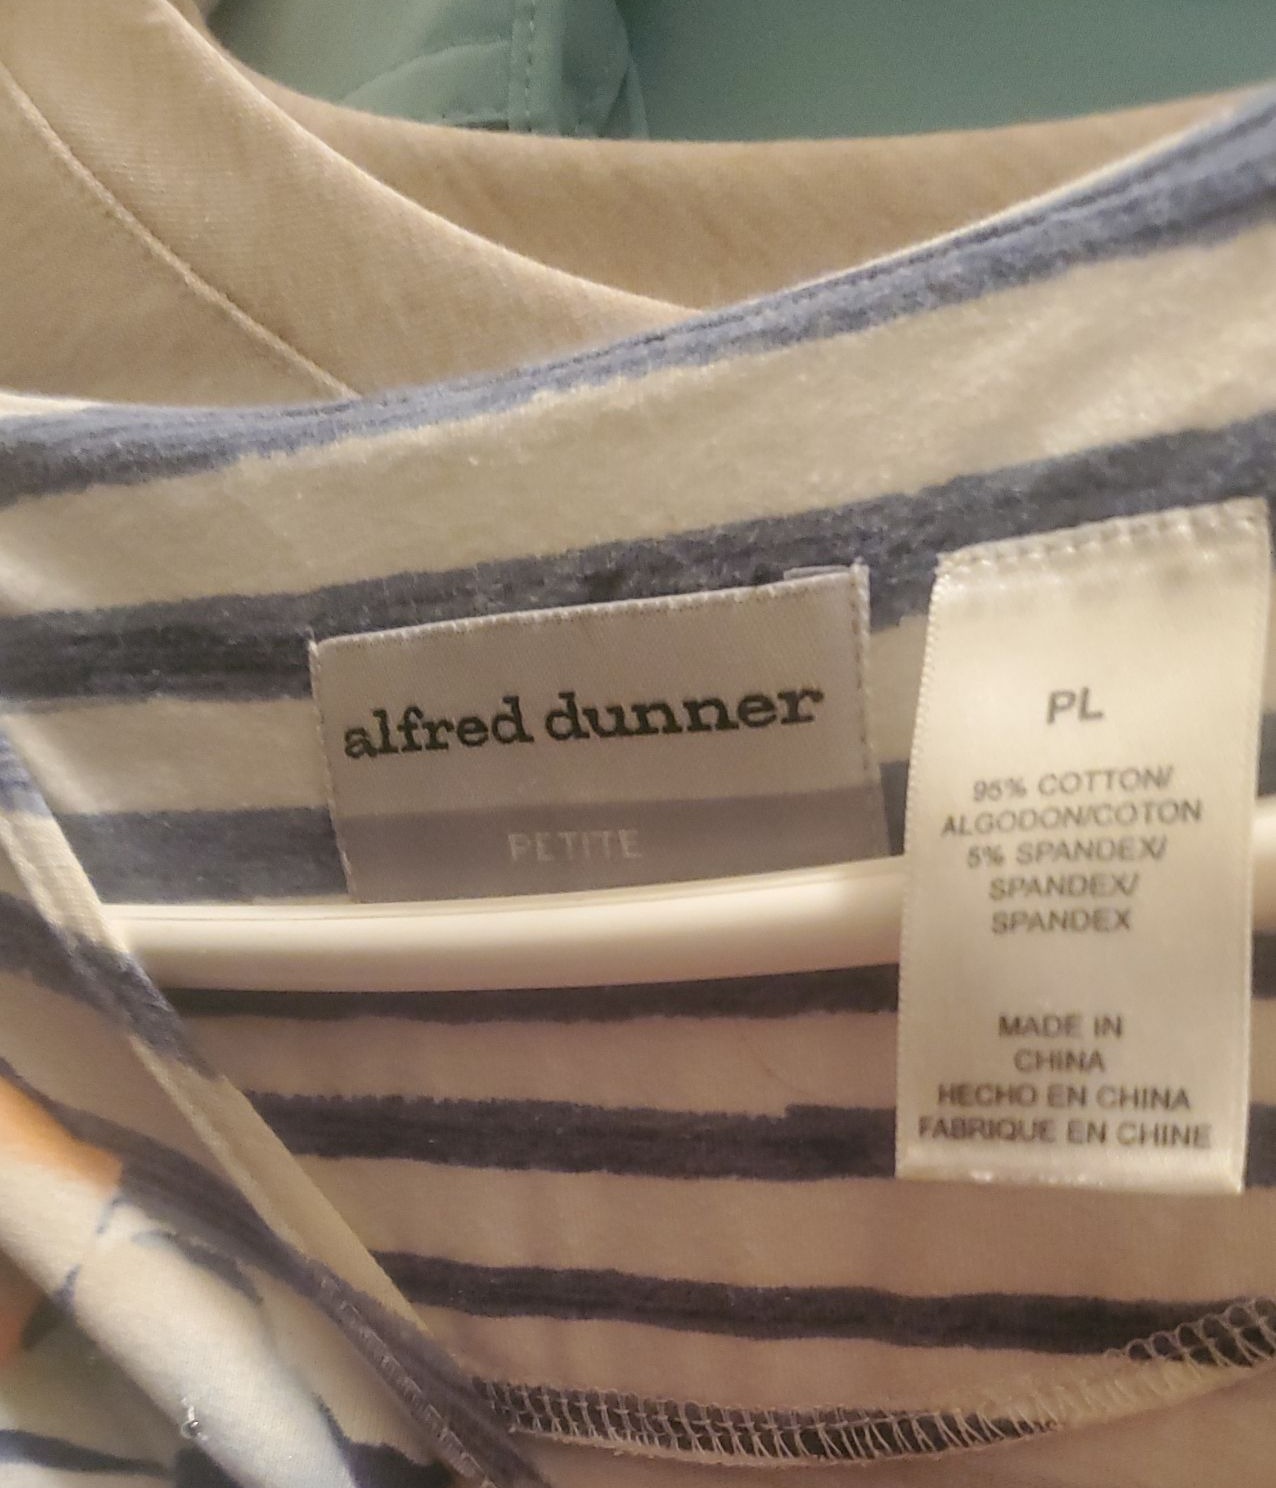 alfred dunner
PETITE
PL
95% COTTON/
ALGODON/COTON
5% SPANDEX/
SPANDEX/
SPANDEX
MADE IN
CHINA
HECHO EN CHINA
FABRIQUE EN CHINE